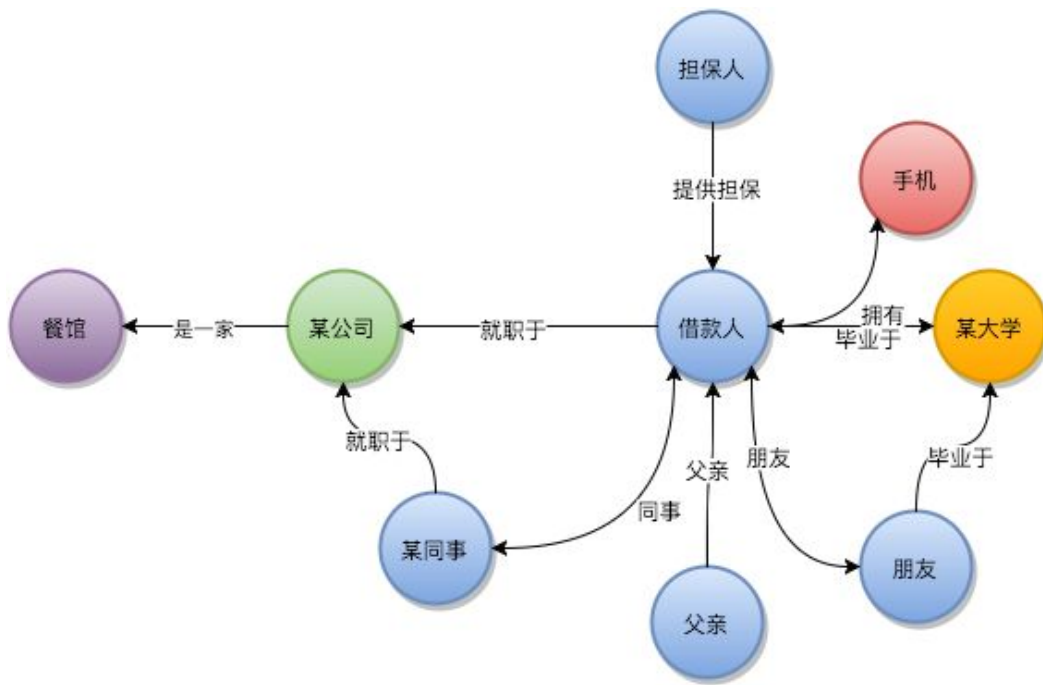 担保人
手机
提供担保
餐馆
是一家
某公司
就职于
借款人
拥有
毕业于
某大学
就职于
同事
父亲
朋友
毕业于
某同事
父亲
朋友